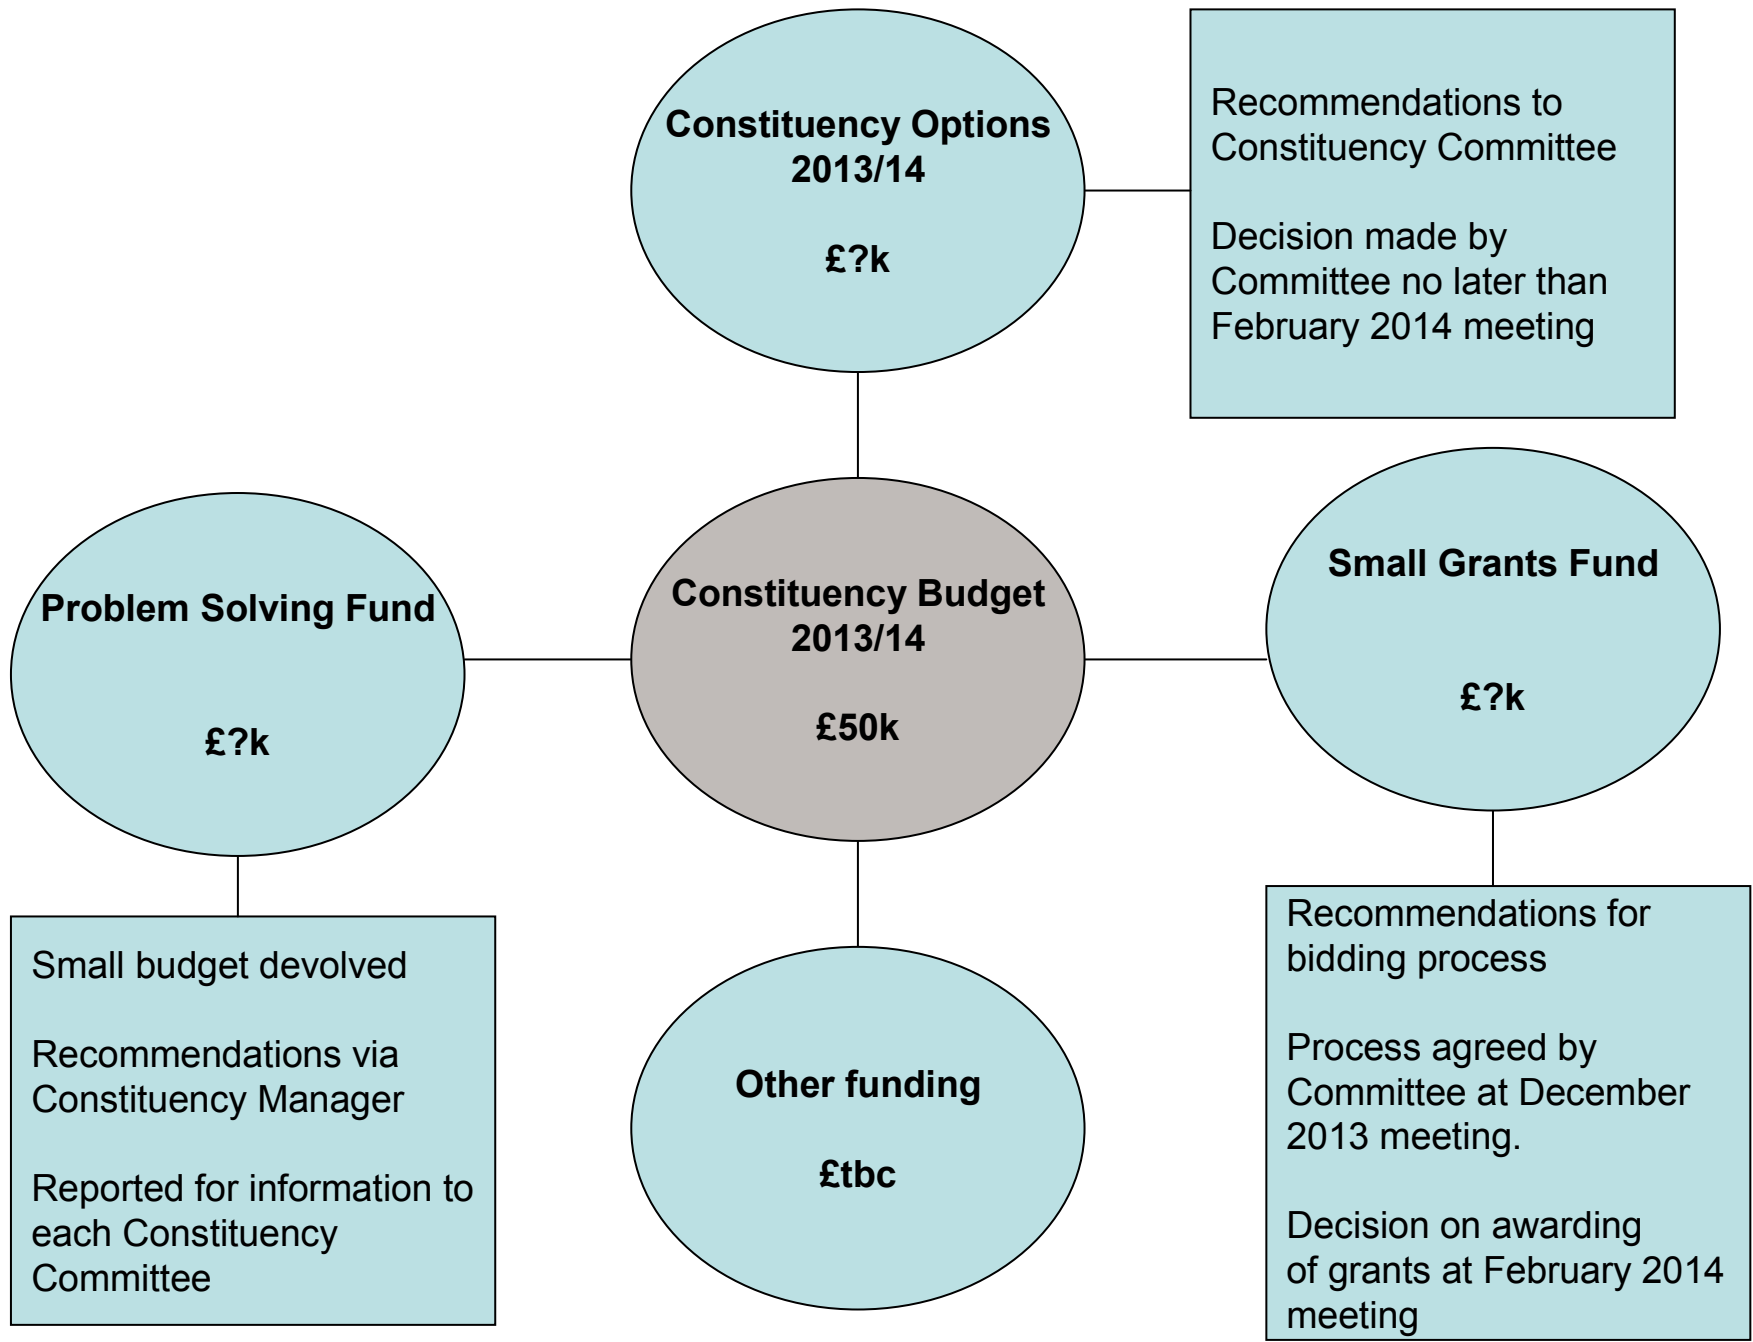 Constituency Options
2013/14
£?k
Recommendations to
Constituency Committee
Decision made by
Committee no later than
February 2014 meeting
Problem Solving Fund
£?k
Constituency Budget
2013/14
£50k
Small Grants Fund
£?k
Small budget devolved
Recommendations via
Constituency Manager
Reported for information to
each Constituency
Committee
Other funding
£tbc
Recommendations for
bidding process
Process agreed by
Committee at December
2013 meeting.
Decision on awarding
of grants at February 2014
meeting